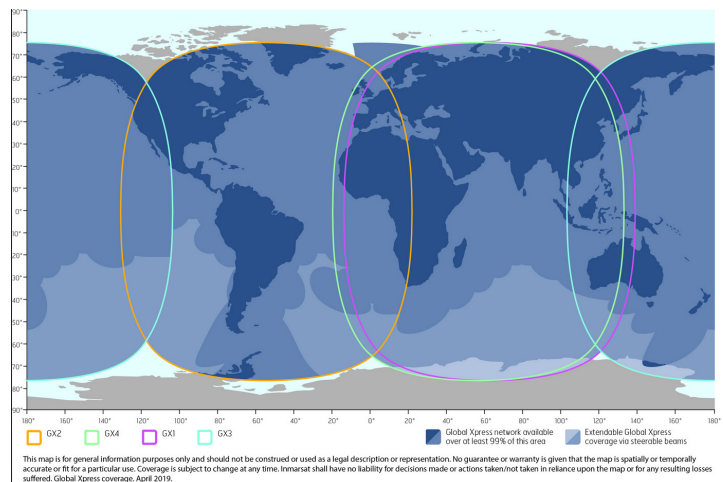 90°
80°
70°
60°
50°
40°
30°
20°
10°
0°
10°
20°
30°
40°
50°
60°
70°
80°
90°
180° 160° 140° 120° 100° 80° 60° 40° 20° 0° 20° 40° 60° 80° 100° 120° 140° 160° 180°
GX2 GX4 GX1 GX3
Global Xpress network available
over at least 99% of this area
Extendable Global Xpress
coverage via steerable beams
This map is for general information purposes only and should not be construed or used as a legal description or representation. No guarantee or warranty is given that the map is spatially or temporally
accurate or fit for a particular use. Coverage is subject to change at any time. Inmarsat shall have no liability for decisions made or actions taken/not taken in reliance upon the map or for any resulting losses
suffered. Global Xpress coverage. April 2019.